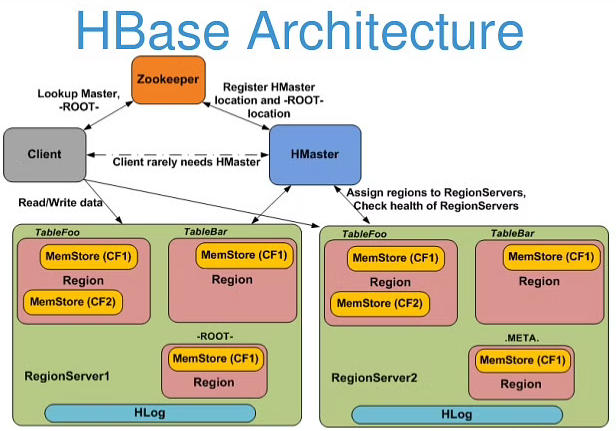 HBase Architecture
Zookeeper
Lookup Master,
-ROOT-
Register HMaster
location and -ROOT-
location
Client
Client rarely needs HMaster
HMaster
Read/Write data
Assign regions to RegionServers,
Check health of RegionServers
TableFoo
MemStore (CF1)
Region
MemStore (CF2)
TableBar
MemStore (CF1)
Region
-ROOT-
MemStore (CF1)
Region
RegionServer1
HLog
TableFoo
MemStore (CF1)
Region
MemStore (CF2)
TableBar
MemStore (CF1)
Region
.META.
MemStore (CF1)
Region
RegionServer2
HLog